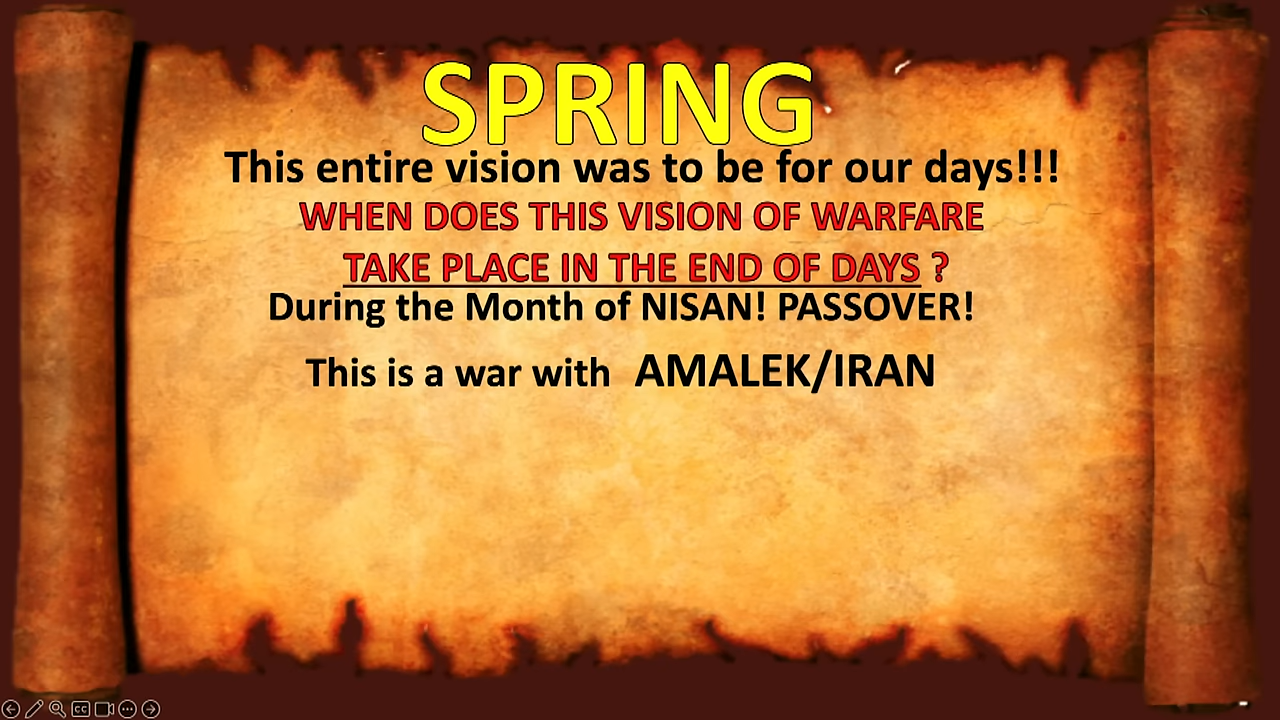 SPRING
This entire vision was to be for our days!!!
WHEN DOES THIS VISION OF WARFARE
TAKE PLACE IN THE END OF DAYS ?
During the Month of NISAN! PASSOVER!
This is a war with AMALEK/IRAN
CC